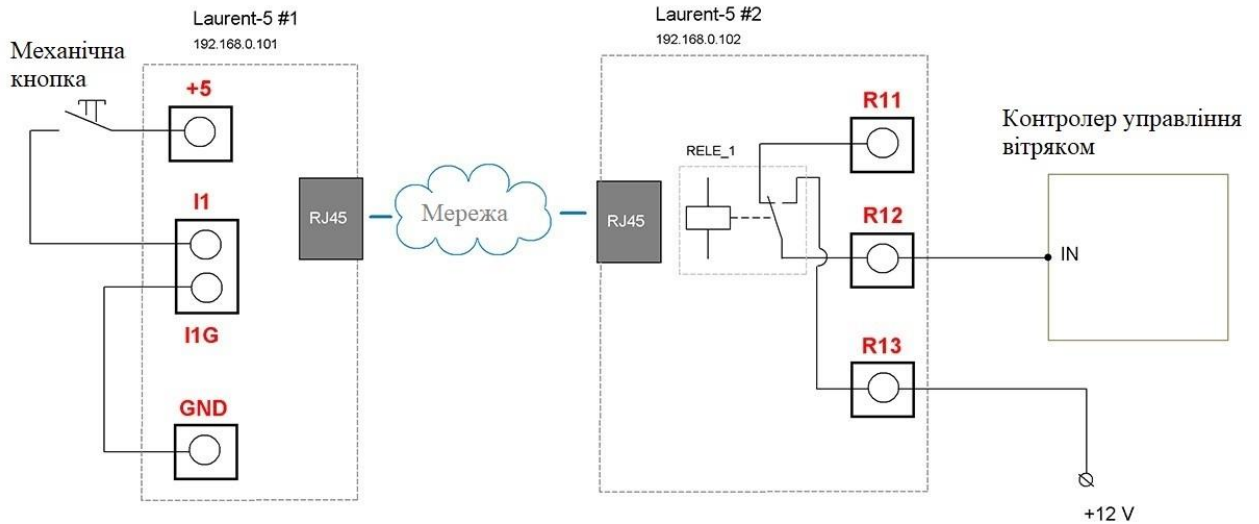 Laurent-5 #1
192.168.0.101
Механічна
кнопка
+5
I1
I1G
GND
RJ45
Мережа
Laurent-5 #2
192.168.0.102
RJ45
RELE_1
R11
R12
R13
Контролер управління
вітряком
IN
+12 V